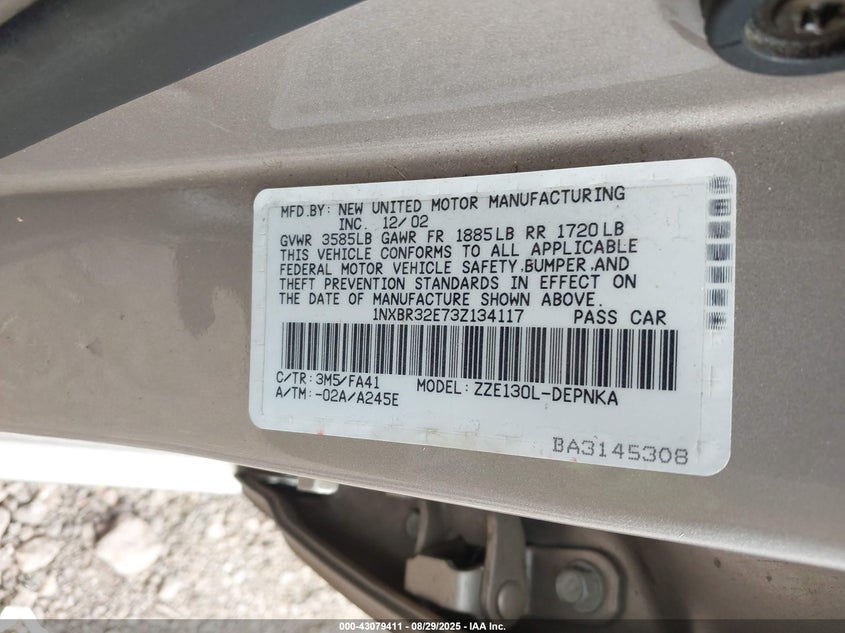 MFD.BY: NEW UNITED MOTOR MANUFACTURING
INC. 12/02
GVWR 3585LB GAWR FR 1885LB RR 1720LB
THIS VEHICLE CONFORMS TO ALL APPLICABLE
FEDERAL MOTOR VEHICLE SAFETY,BUMPER,AND
THEFT PREVENTION STANDARDS IN EFFECT ON
THE DATE OF MANUFACTURE SHOWN ABOVE.
1NXBR32E73Z134117 PASS CAR
C/TR:3M5/FA41 MODEL:ZZE130L-DEPNKA
A/TM:-02A/A245E
BA3145308
000-43079411 - 08/29/2025 - IAA Inc.